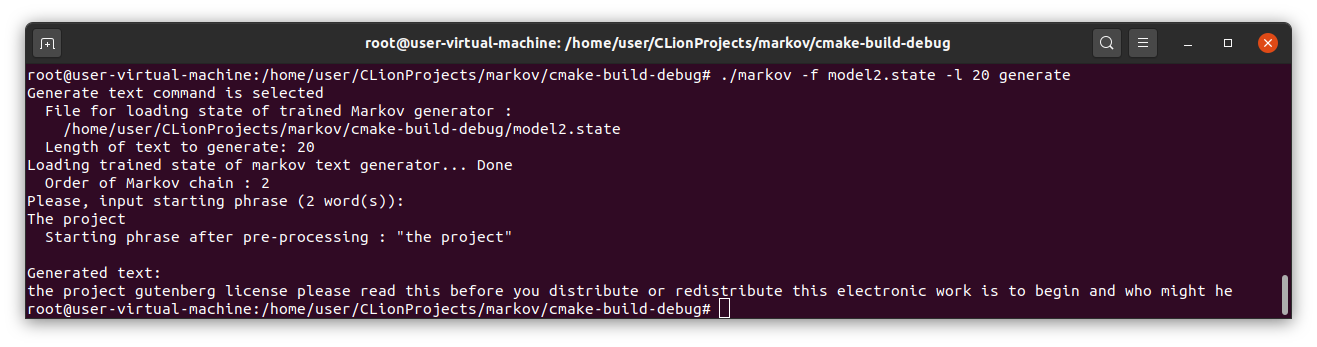 root@user-virtual-machine: /home/user/CLionProjects/markov/cmake-build-debug
root@user-virtual-machine:/home/user/CLionProjects/markov/cmake-build-debug# ./markov -f model2.state -l 20 generate
Generate text command is selected
  File for loading state of trained Markov generator :
    /home/user/CLionProjects/markov/cmake-build-debug/model2.state
  Length of text to generate: 20
Loading trained state of markov text generator... Done
  Order of Markov chain : 2
Please, input starting phrase (2 word(s)):
The project
  Starting phrase after pre-processing : "the project"

Generated text:
the project gutenberg license please read this before you distribute or redistribute this electronic work is to begin and who might he
root@user-virtual-machine:/home/user/CLionProjects/markov/cmake-build-debug#